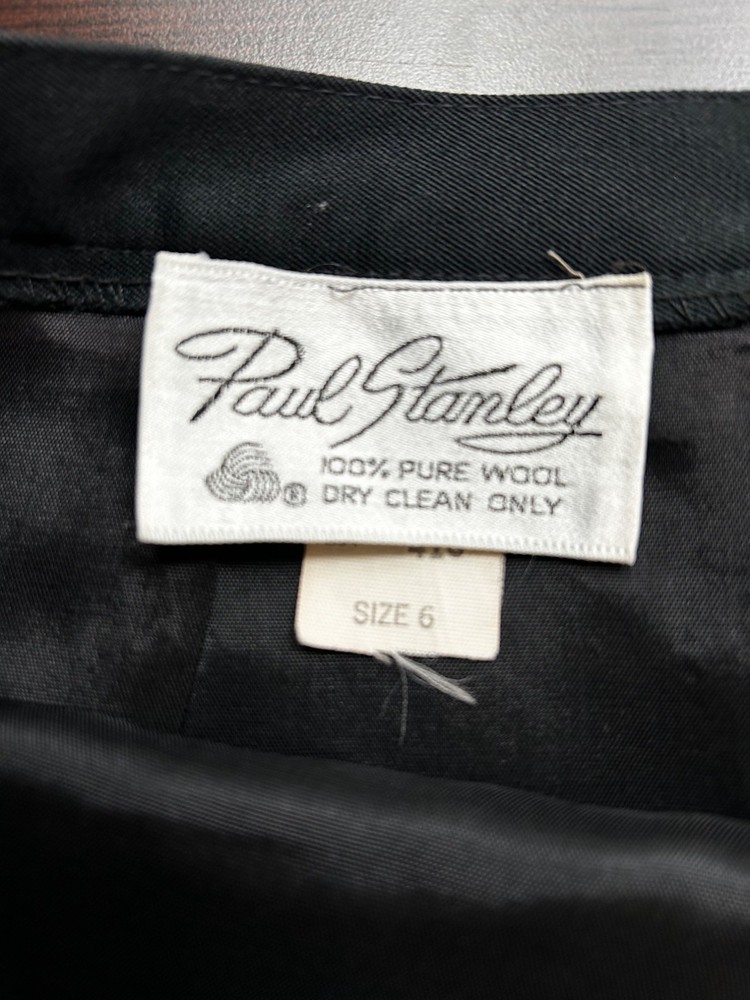 Paul Stanley
100% PURE WOOL
® DRY CLEAN ONLY
SIZE 6